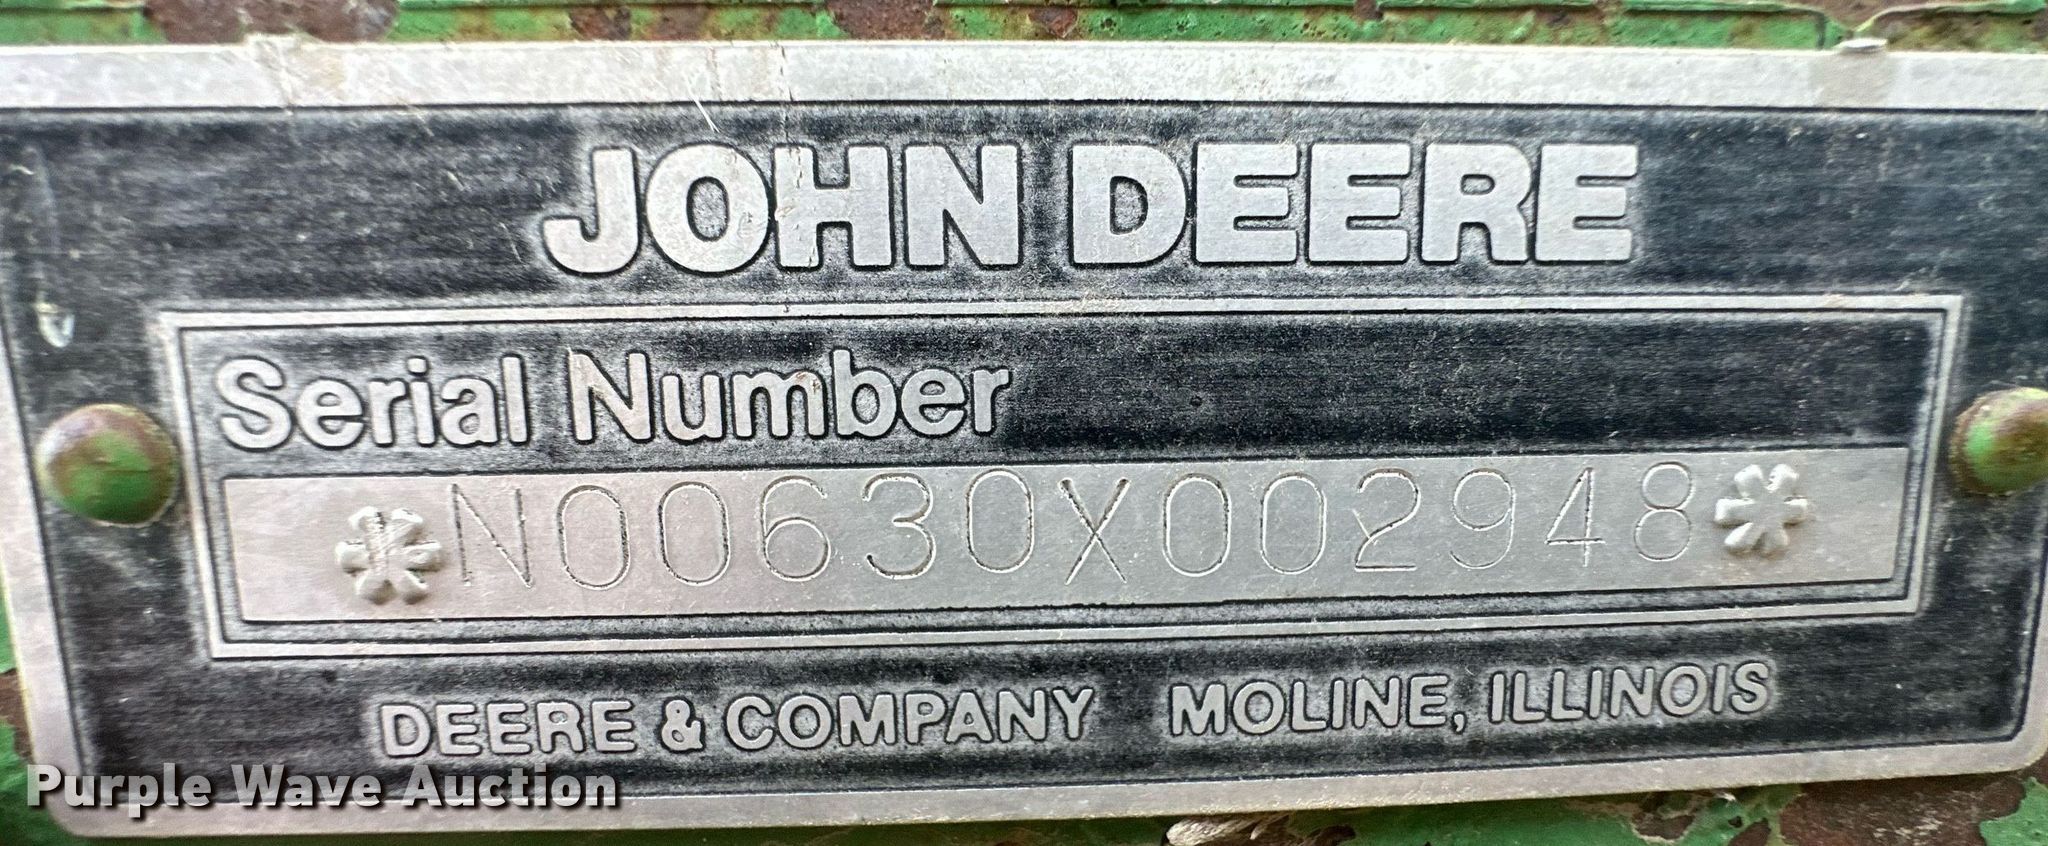 JOHN DEERE
Serial Number
*N00630X002948*
DEERE & COMPANY MOLINE, ILLINOIS
Purple Wave Auction